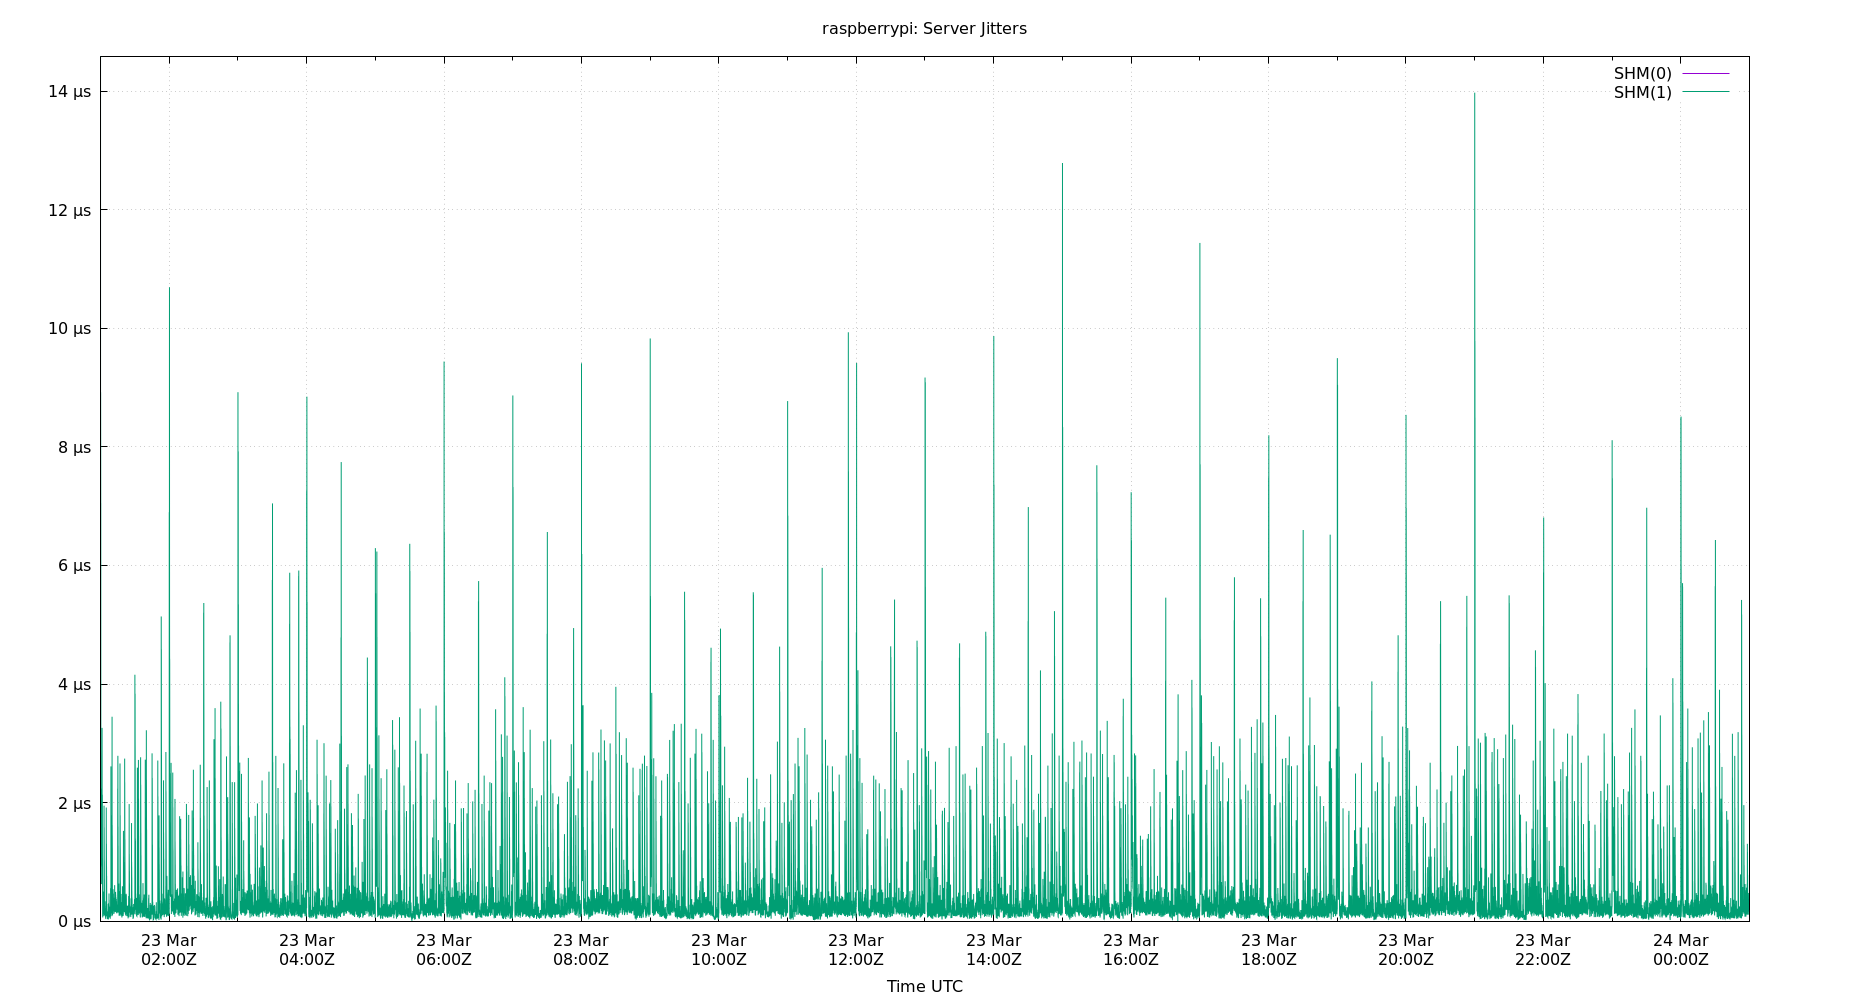 raspberrypi: Server Jitters
SHM(0)
SHM(1)
14 µs
12 µs
10 µs
8 µs
6 µs
4 µs
2 µs
0 µs
23 Mar 23 Mar 23 Mar 23 Mar 23 Mar 23 Mar 23 Mar 23 Mar 23 Mar 23 Mar 23 Mar 24 Mar
02:00Z 04:00Z 06:00Z 08:00Z 10:00Z 12:00Z 14:00Z 16:00Z 18:00Z 20:00Z 22:00Z 00:00Z
Time UTC